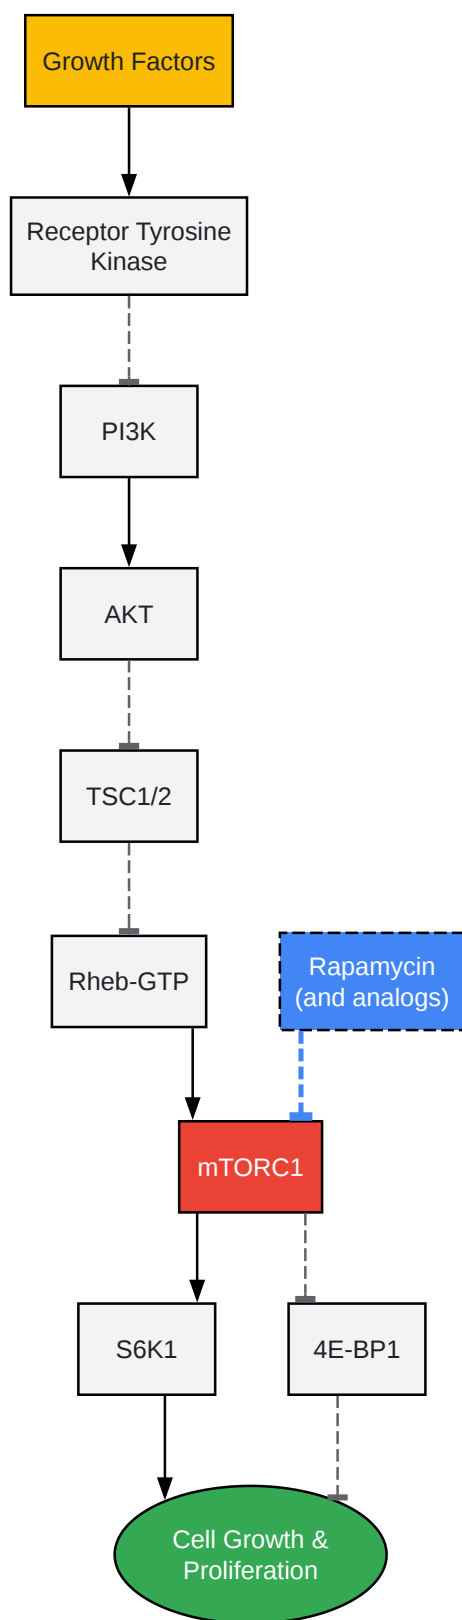 Growth Factors
Receptor Tyrosine
Kinase
PI3K
AKT
TSC1/2
Rheb-GTP
Rapamycin
(and analogs)
mTORC1
S6K1
4E-BP1
Cell Growth &
Proliferation